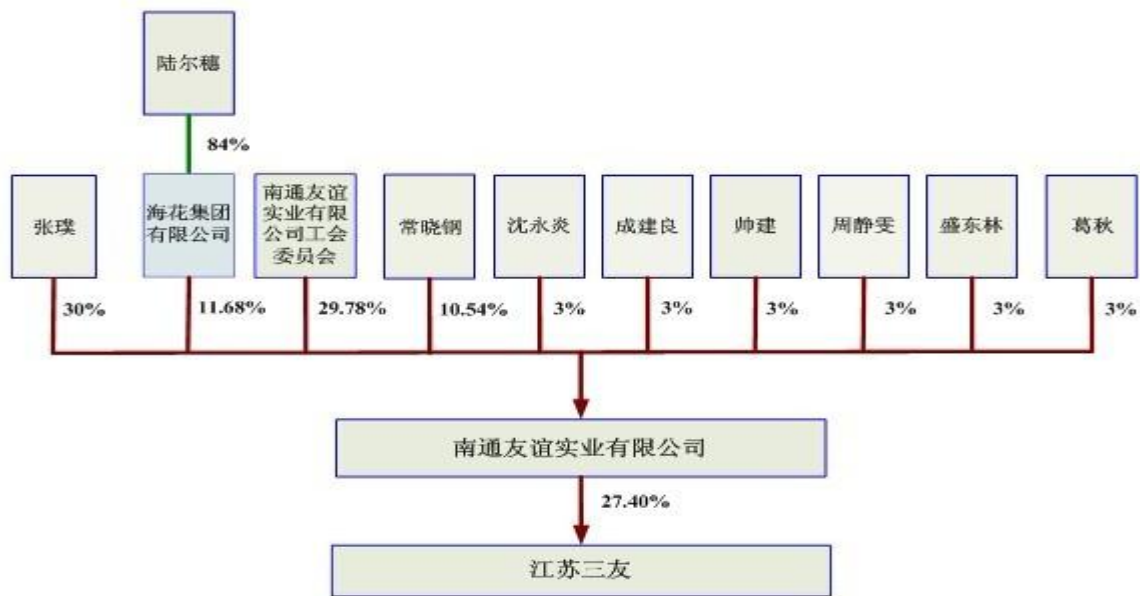 陆尔穗
84%
张璞
海花集团
有限公司
南通友谊
实业有限
公司工会
委员会
常晓钢
沈永炎
成建良
帅建
周静雯
盛东林
葛秋
30%
11.68%
29.78%
10.54%
3%
3%
3%
3%
3%
3%
南通友谊实业有限公司
27.40%
江苏三友